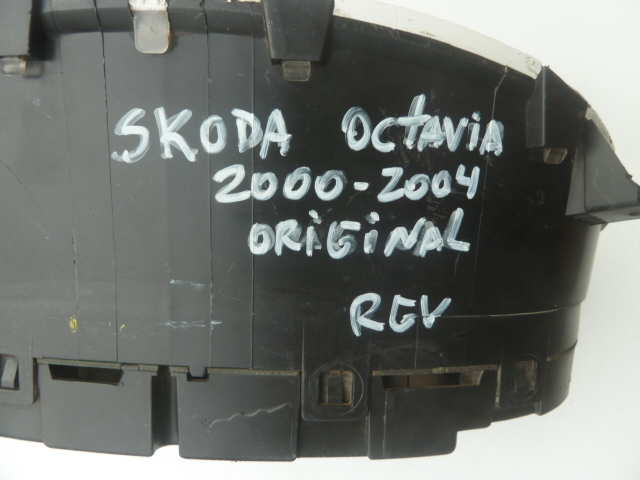 SKODA OCTAVIA
2000-2004
ORIGINAL
REV